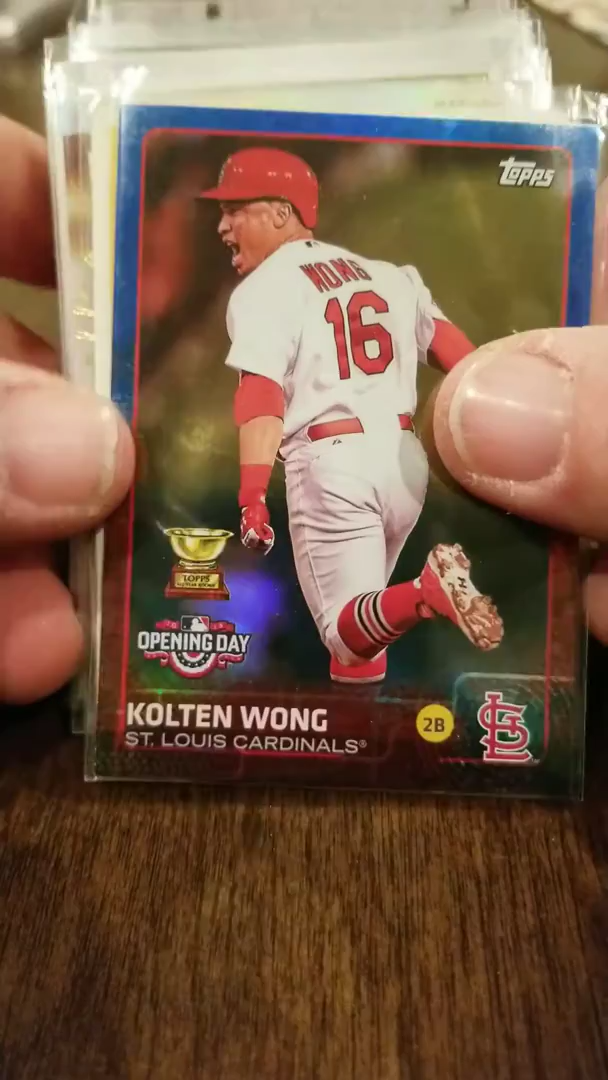 topps
WONG
16
TOPPS
OPENING DAY
KOLTEN WONG
2B
ST. LOUIS CARDINALS®
STL